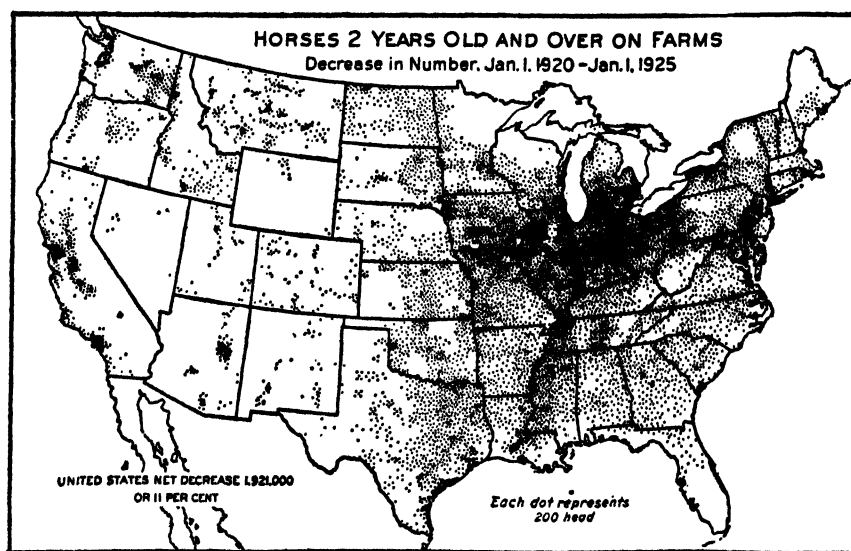 HORSES 2 YEARS OLD AND OVER ON FARMS
Decrease in Number, Jan. 1, 1920-Jan. 1, 1925
UNITED STATES NET DECREASE 1,921,000
OR 11 PER CENT
Each dot represents
200 head